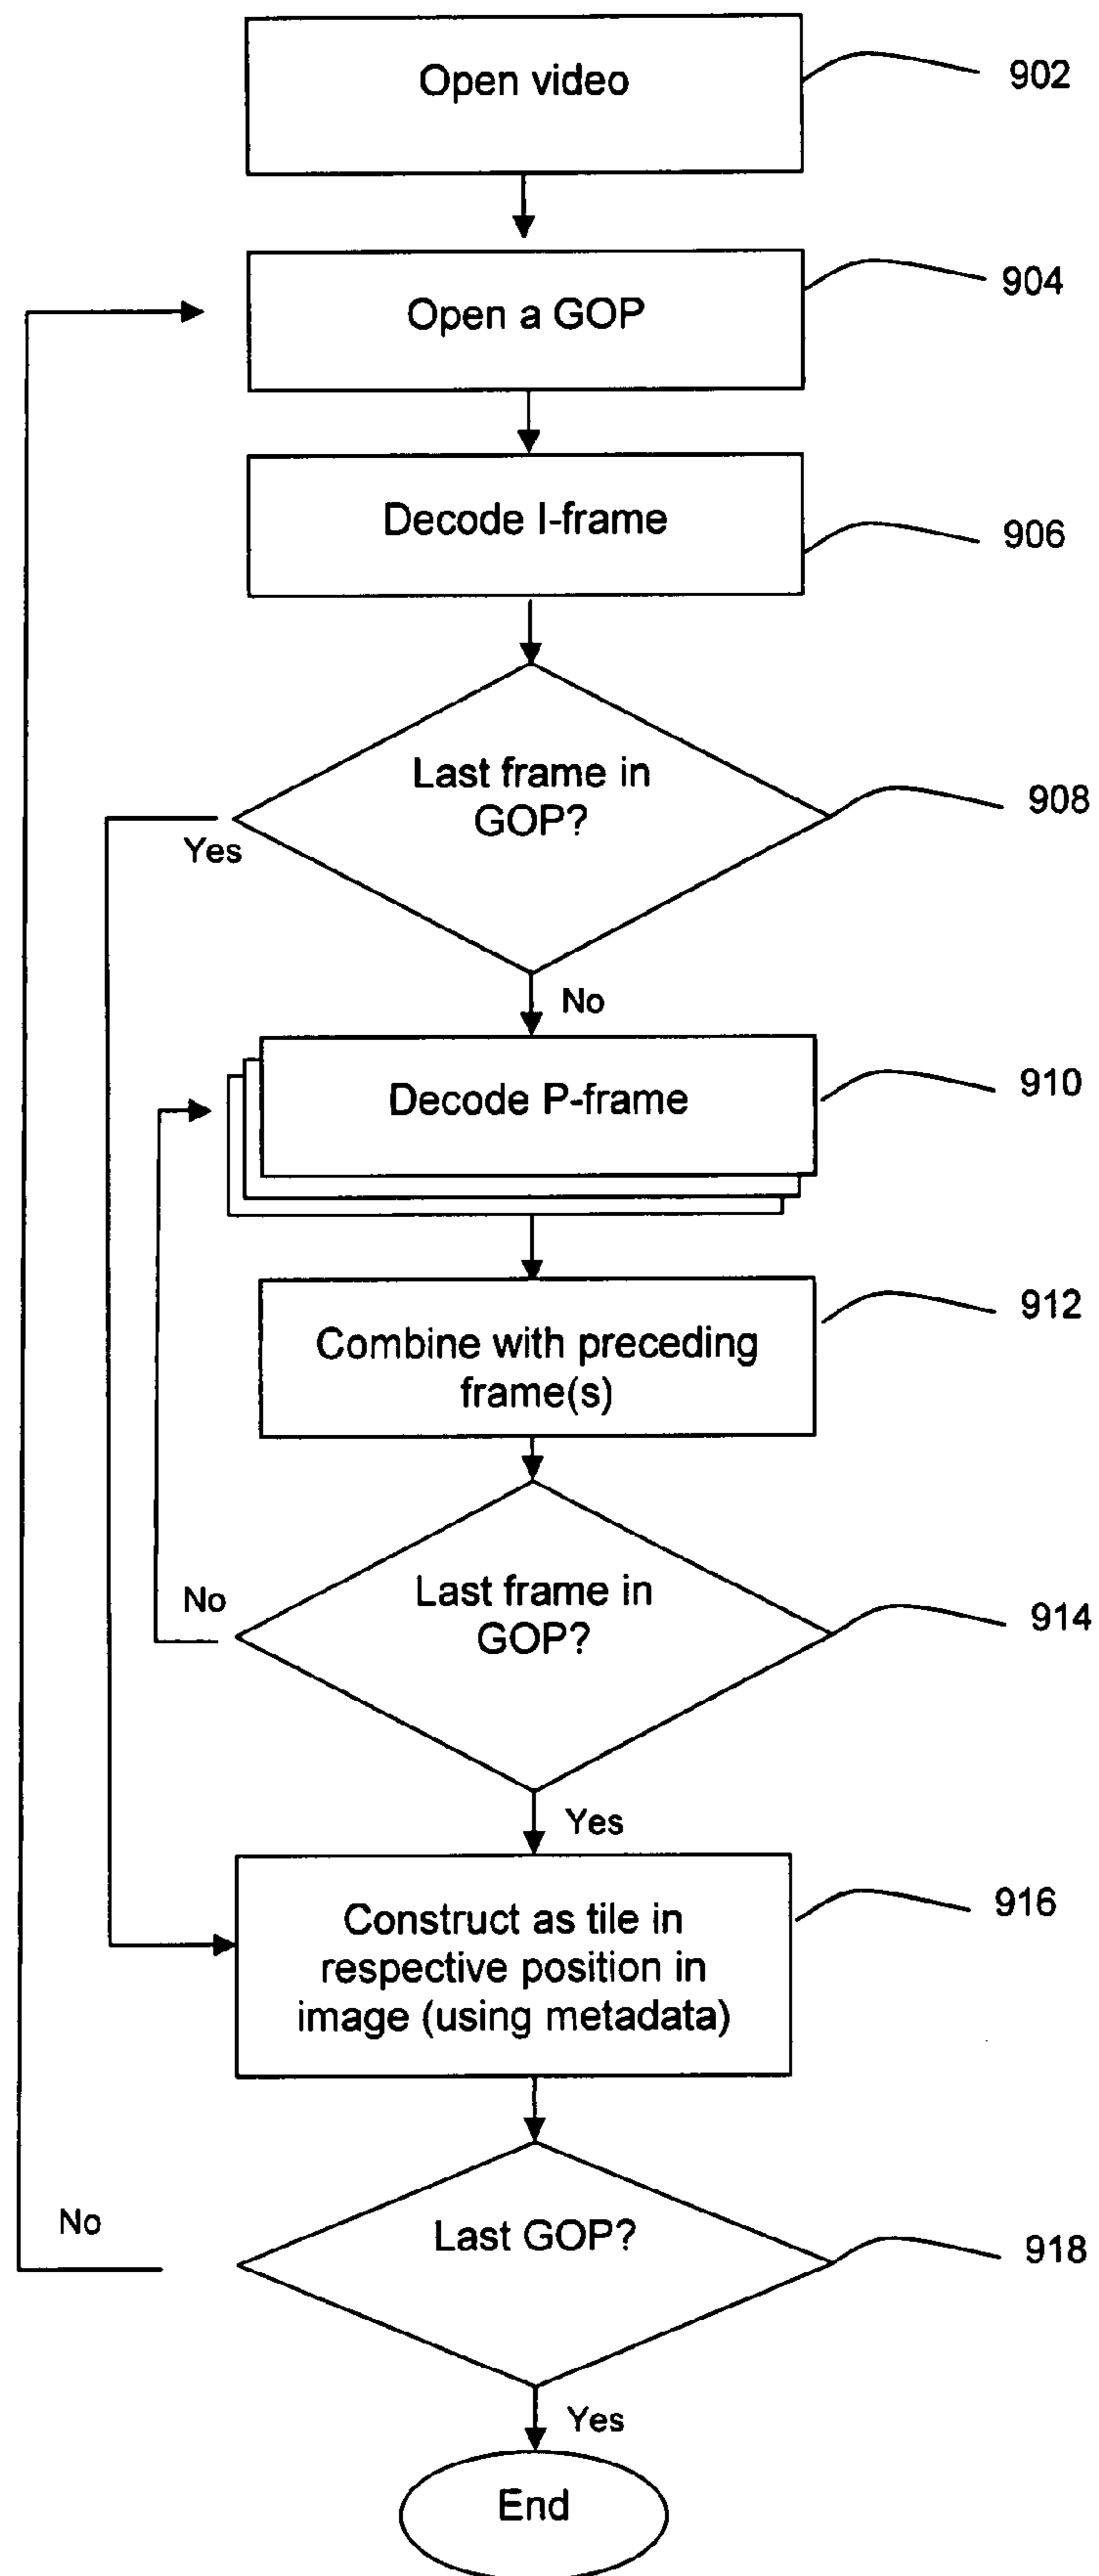 Open video
902
Open a GOP
904
Decode I-frame
906
Last frame in
GOP?
908
Yes
No
Decode P-frame
910
Combine with preceding
frame(s)
912
Last frame in
GOP?
914
No
Yes
Construct as tile in
respective position in
image (using metadata)
916
Last GOP?
918
No
Yes
End